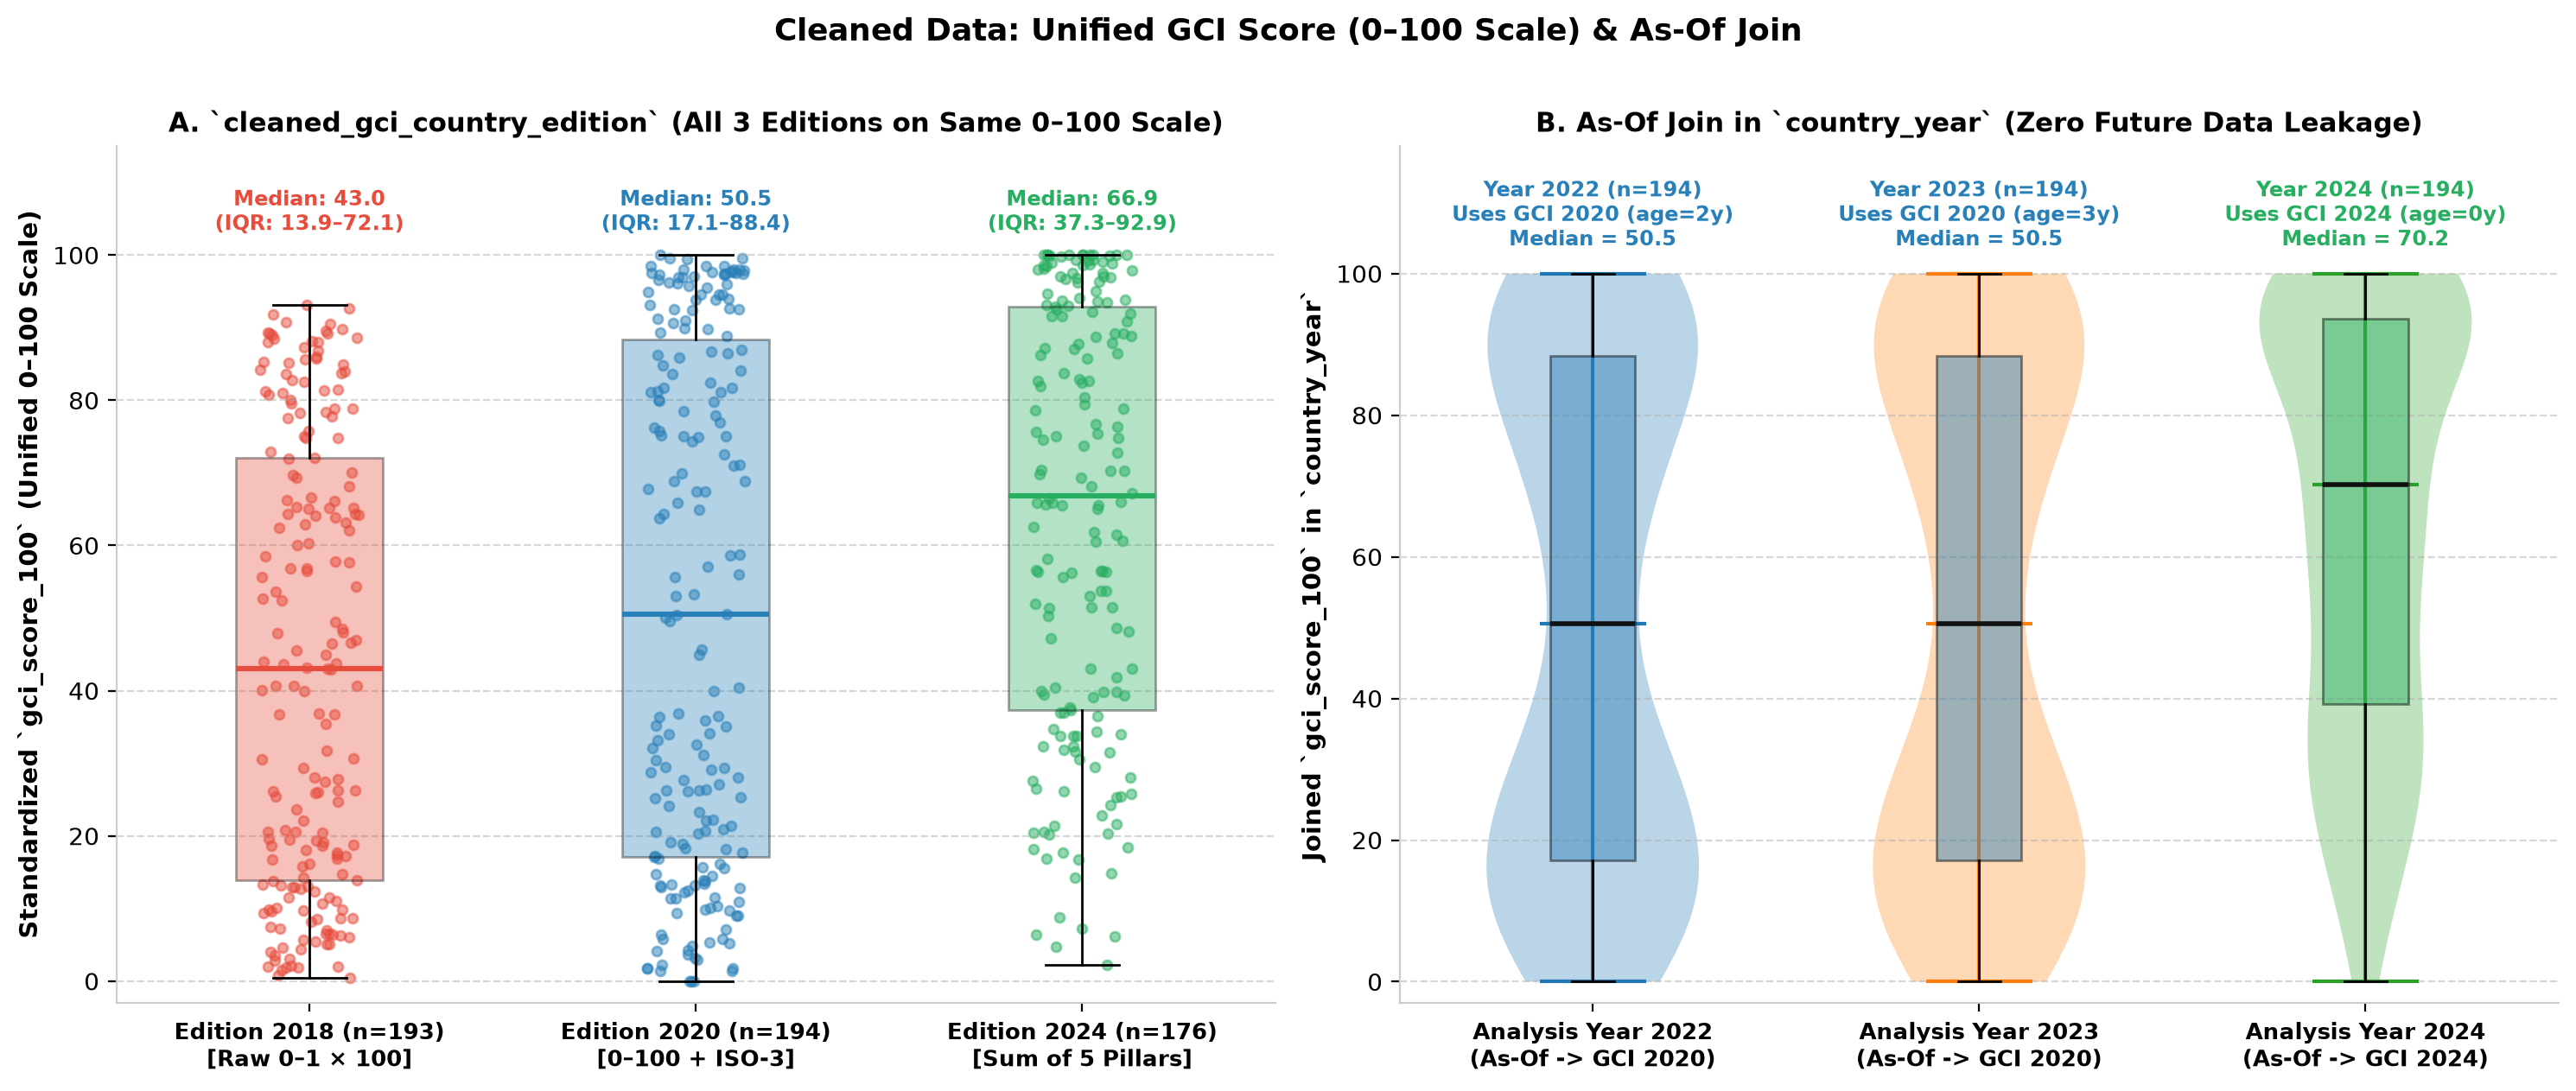 Cleaned Data: Unified GCI Score (0–100 Scale) & As-Of Join
A. `cleaned_gci_country_edition` (All 3 Editions on Same 0–100 Scale)
Standardized `gci_score_100` (Unified 0–100 Scale)
Median: 43.0
(IQR: 13.9–72.1)
Median: 50.5
(IQR: 17.1–88.4)
Median: 66.9
(IQR: 37.3–92.9)
100
80
60
40
20
0
Edition 2018 (n=193)
[Raw 0–1 × 100]
Edition 2020 (n=194)
[0–100 + ISO-3]
Edition 2024 (n=176)
[Sum of 5 Pillars]
B. As-Of Join in `country_year` (Zero Future Data Leakage)
Joined `gci_score_100` in `country_year`
Year 2022 (n=194)
Uses GCI 2020 (age=2y)
Median = 50.5
Year 2023 (n=194)
Uses GCI 2020 (age=3y)
Median = 50.5
Year 2024 (n=194)
Uses GCI 2024 (age=0y)
Median = 70.2
100
80
60
40
20
0
Analysis Year 2022
(As-Of -> GCI 2020)
Analysis Year 2023
(As-Of -> GCI 2020)
Analysis Year 2024
(As-Of -> GCI 2024)